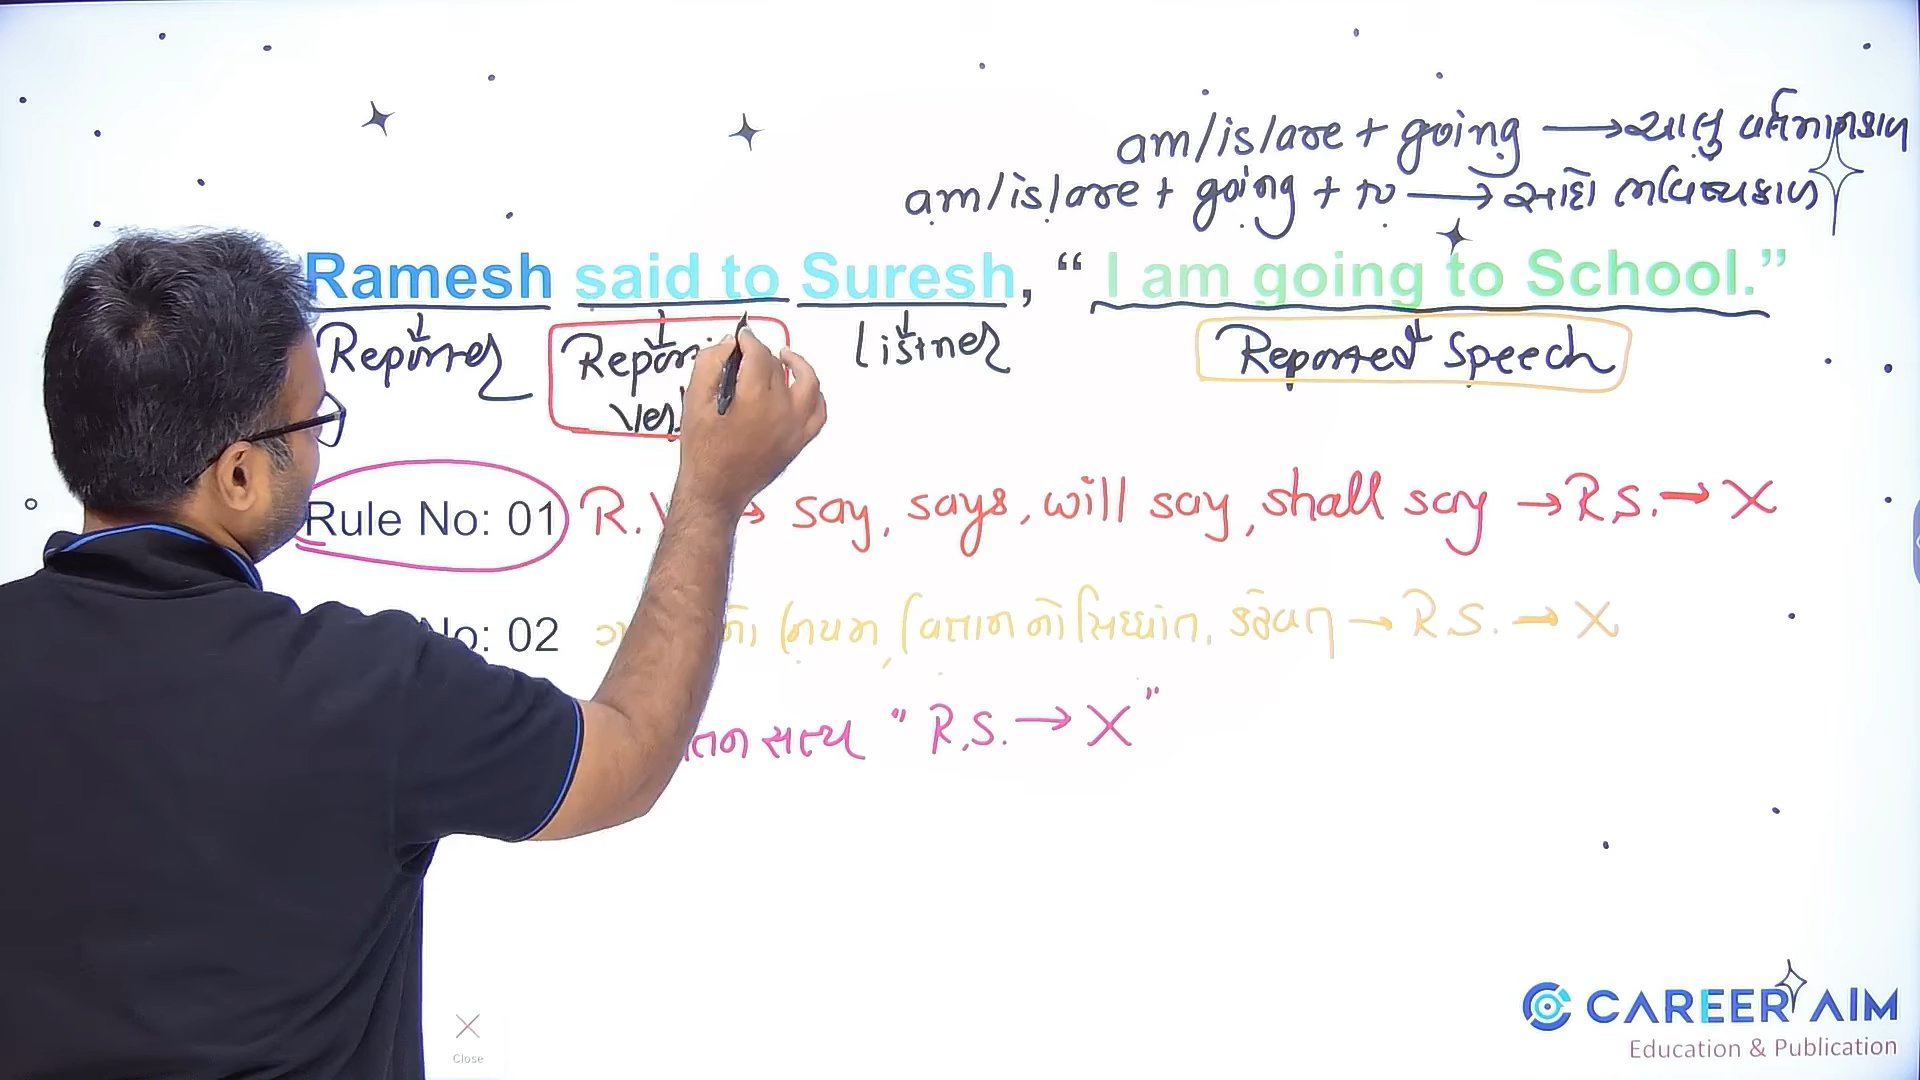 am/is/are + going → ચાલુ વર્તમાનકાળ
am/is/are + going + to → સાદો ભવિષ્યકાળ
Ramesh said to Suresh, “ I am going to School.”
Reporter listner Reported Speech
Rule No: 01 R. → say, says, will say, shall say → R.S. → X
No: 02 નો નિયમ, વિજ્ઞાનનો સિધ્ધાંત, કહેવત → R.S. → X
સત્ય " R.S. → X "
CAREER AIM
Education & Publication
Close